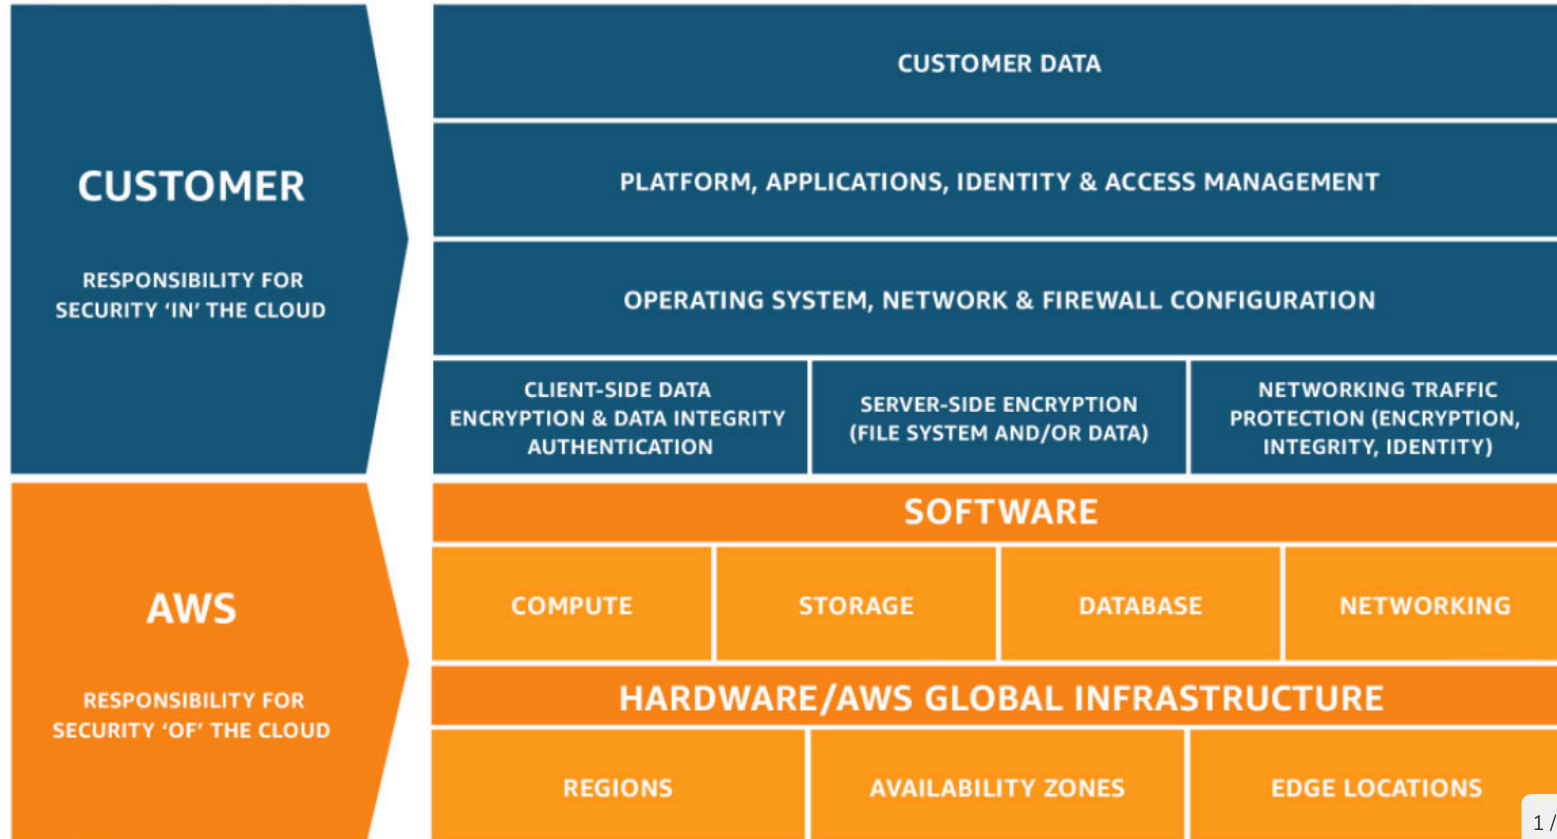 CUSTOMER
RESPONSIBILITY FOR
SECURITY ‘IN’ THE CLOUD
CUSTOMER DATA
PLATFORM, APPLICATIONS, IDENTITY & ACCESS MANAGEMENT
OPERATING SYSTEM, NETWORK & FIREWALL CONFIGURATION
CLIENT-SIDE DATA
ENCRYPTION & DATA INTEGRITY
AUTHENTICATION
SERVER-SIDE ENCRYPTION
(FILE SYSTEM AND/OR DATA)
NETWORKING TRAFFIC
PROTECTION (ENCRYPTION,
INTEGRITY, IDENTITY)
AWS
RESPONSIBILITY FOR
SECURITY ‘OF’ THE CLOUD
SOFTWARE
COMPUTE
STORAGE
DATABASE
NETWORKING
HARDWARE/AWS GLOBAL INFRASTRUCTURE
REGIONS
AVAILABILITY ZONES
EDGE LOCATIONS
1 /